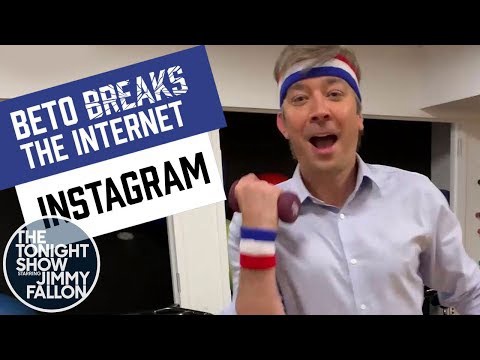 BETO BREAKS
THE INTERNET
INSTAGRAM
THE
TONIGHT
SHOW
STARRING
JIMMY
FALLON